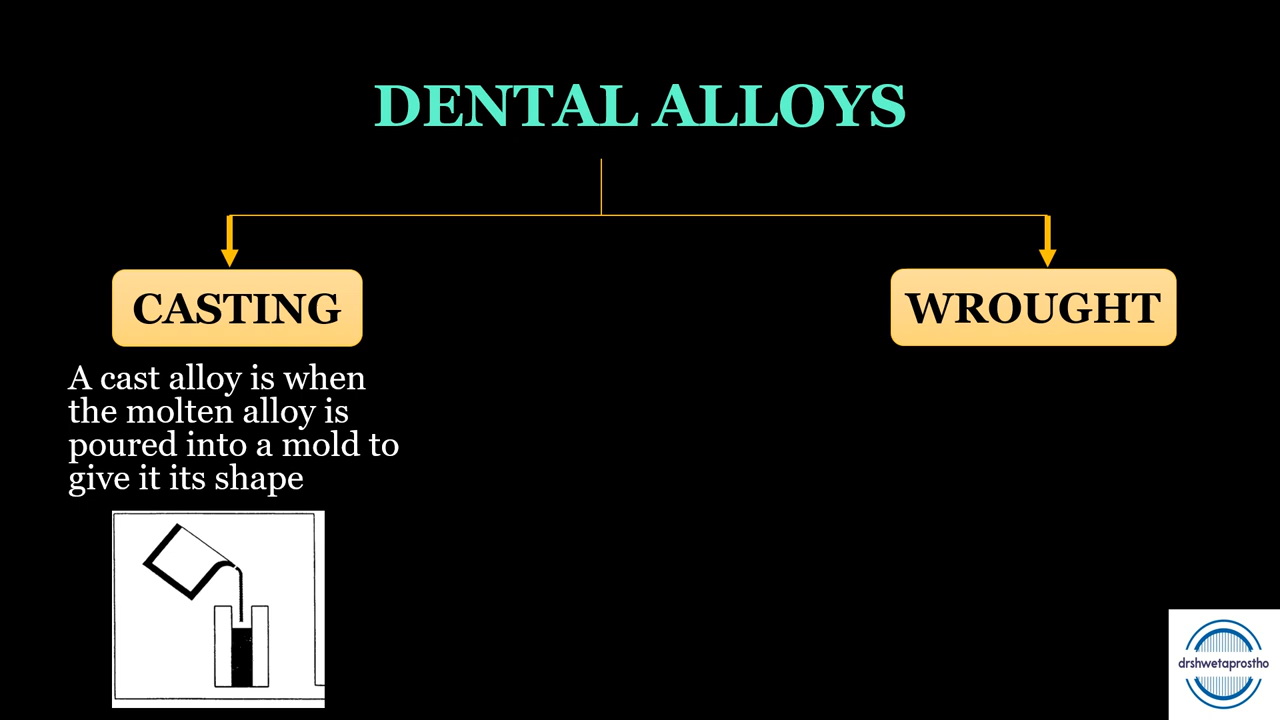 DENTAL ALLOYS
CASTING
WROUGHT
A cast alloy is when
the molten alloy is
poured into a mold to
give it its shape
drshwetaprostho